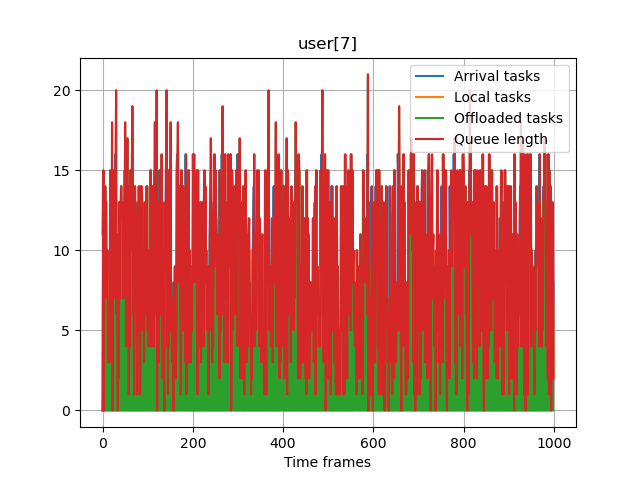 user[7]
Arrival tasks
Local tasks
Offloaded tasks
Queue length
20
15
10
5
0
0 200 400 600 800 1000
Time frames